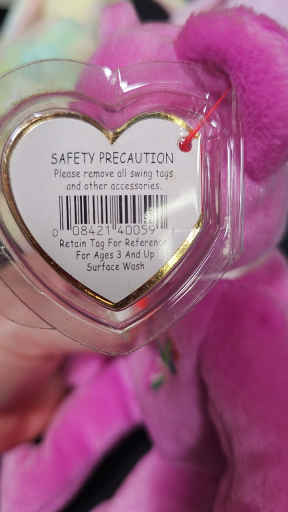 SAFETY PRECAUTION
Please remove all swing tags
and other accessories.
0 08421 40059
Retain Tag For Reference
For Ages 3 And Up
Surface Wash